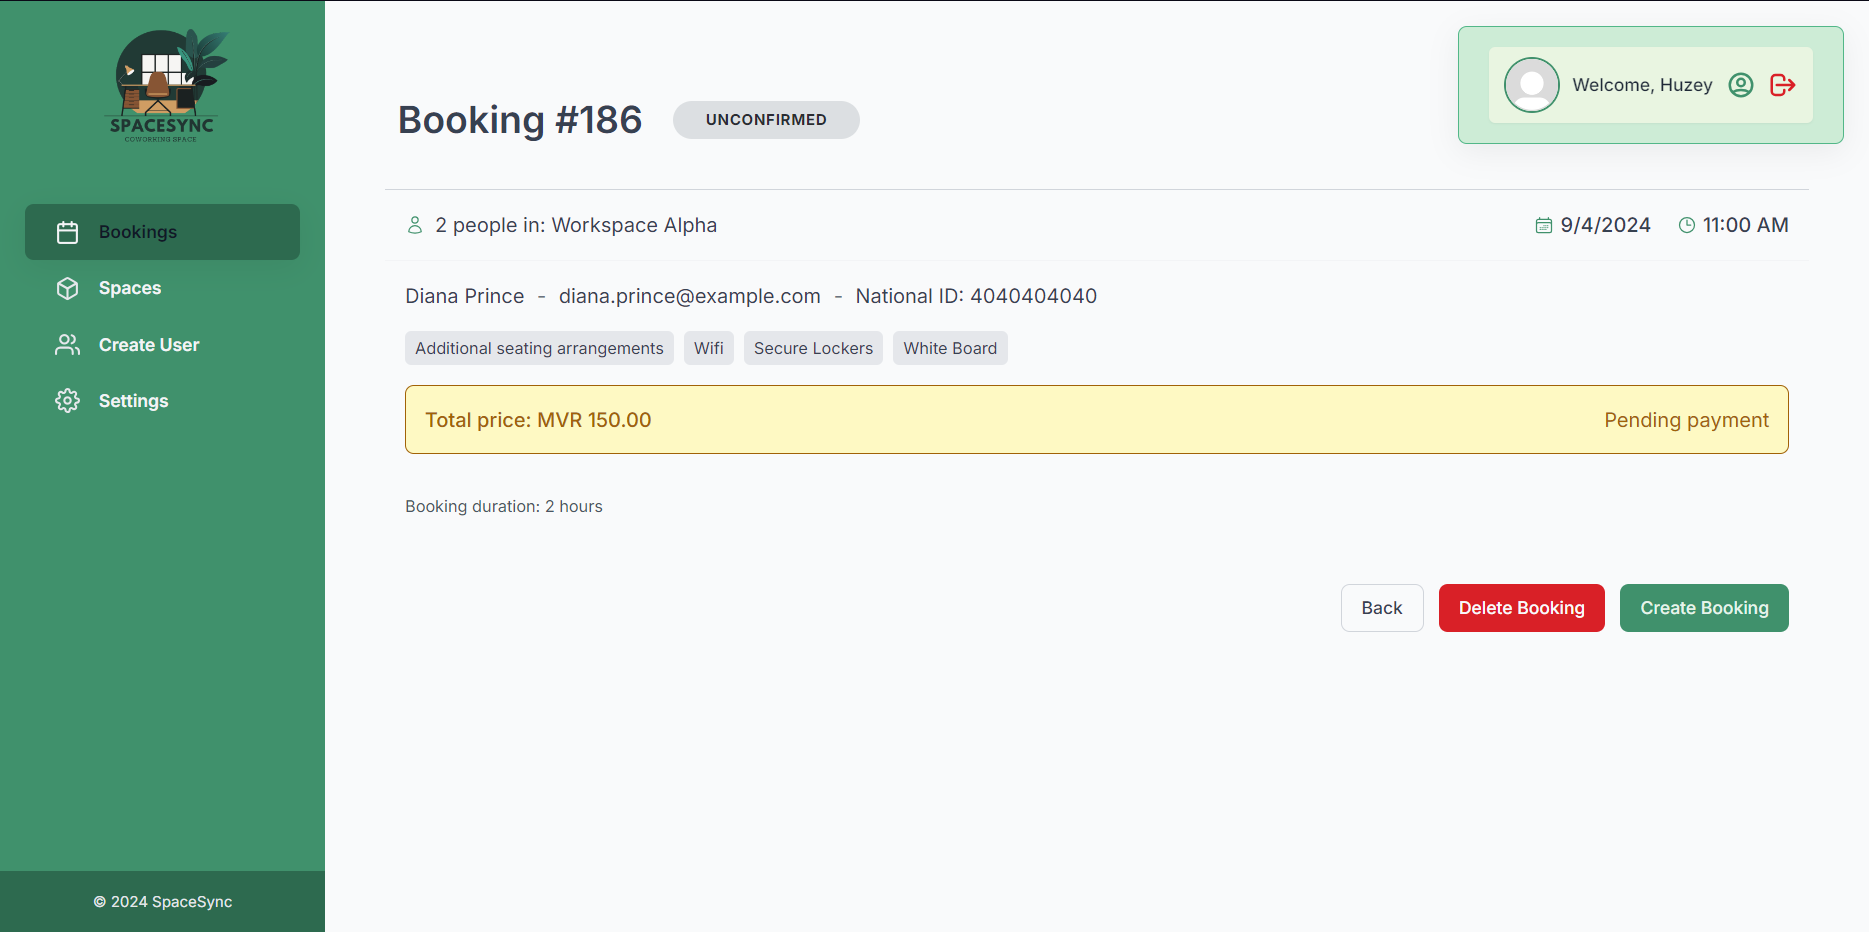 SPACESYNC
COWORKING SPACE
Bookings
Spaces
Create User
Settings
© 2024 SpaceSync
Welcome, Huzey
Booking #186 UNCONFIRMED
2 people in: Workspace Alpha 9/4/2024 11:00 AM
Diana Prince - diana.prince@example.com - National ID: 4040404040
Additional seating arrangements Wifi Secure Lockers White Board
Total price: MVR 150.00 Pending payment
Booking duration: 2 hours
Back Delete Booking Create Booking